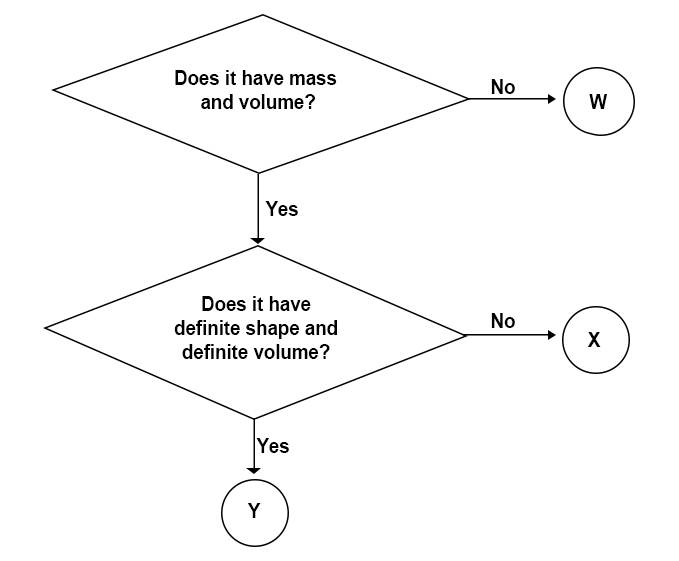 Does it have mass
and volume?
No
W
Yes
Does it have
definite shape and
definite volume?
No
X
Yes
Y